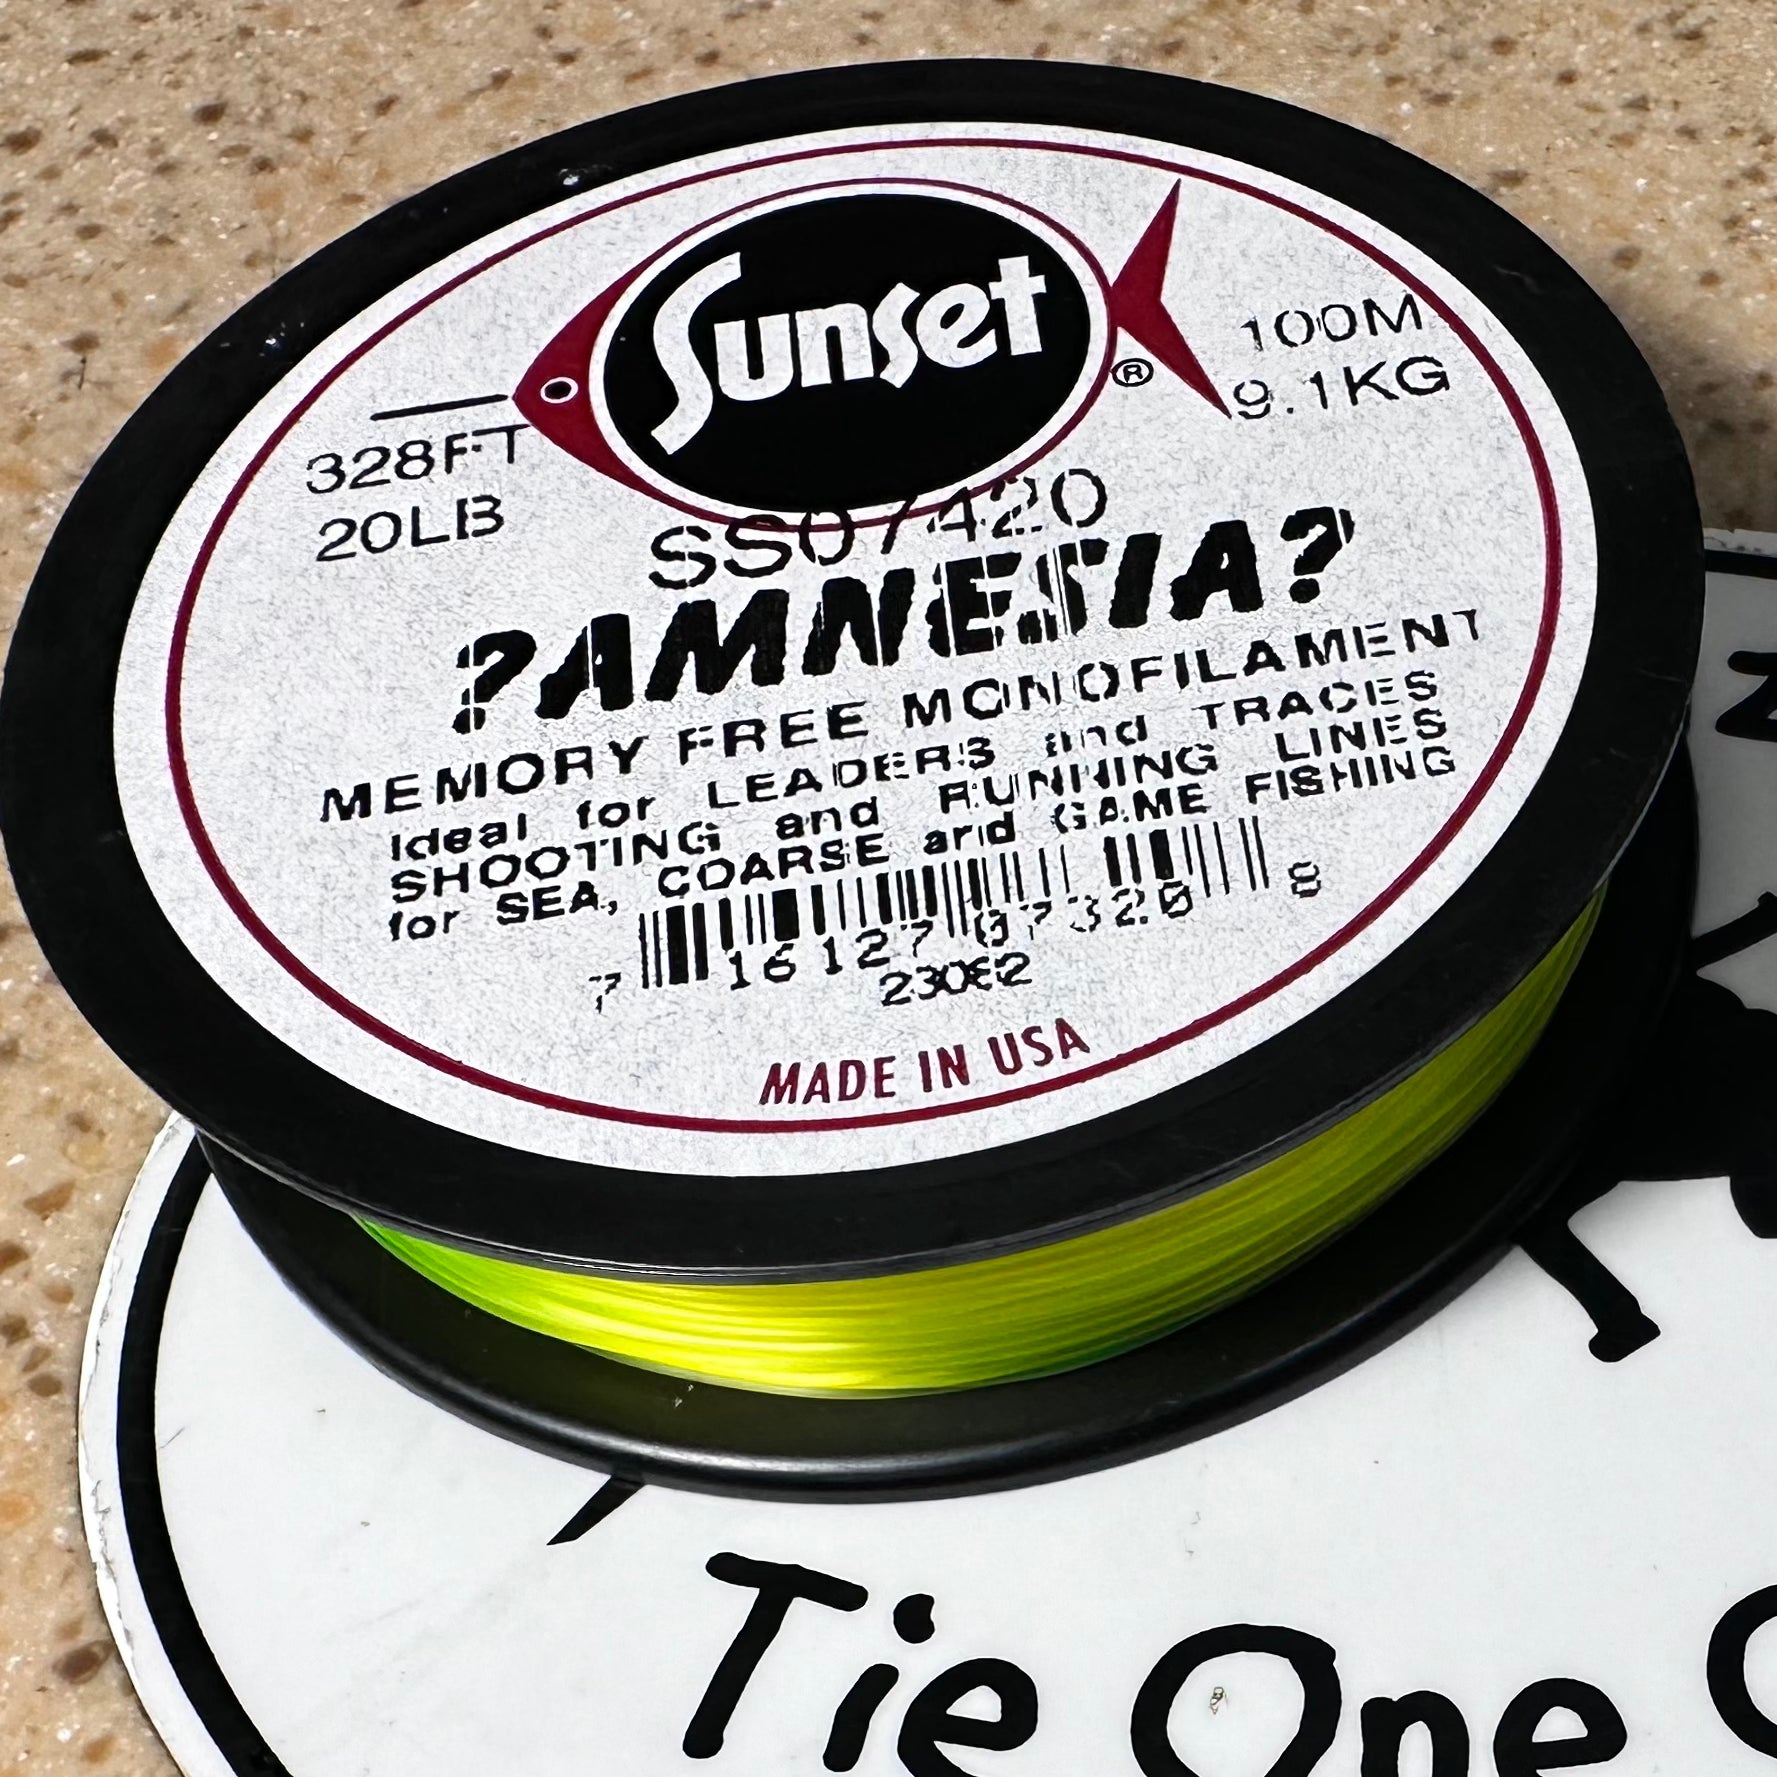 Sunset
®
328FT
20LB
100M
9.1KG
SS07420
?AMNESIA?
MEMORY FREE MONOFILAMENT
Ideal for LEADERS and TRACES
SHOOTING and RUNNING LINES
for SEA, COARSE and GAME FISHING
7 16127 07320 8
MADE IN USA
Tie One